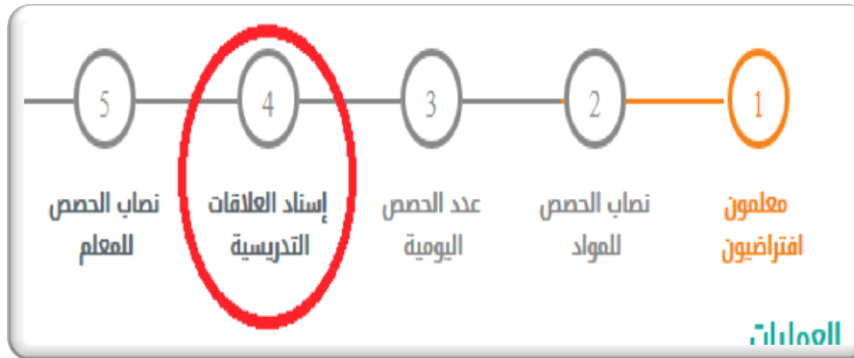 1
2
3
4
5
معلمون
افتراضيون
نصاب الحصص
للمواد
عدد الحصص
اليومية
إسناد العلاقات
التدريسية
نصاب الحصص
للمعلم
العمليات